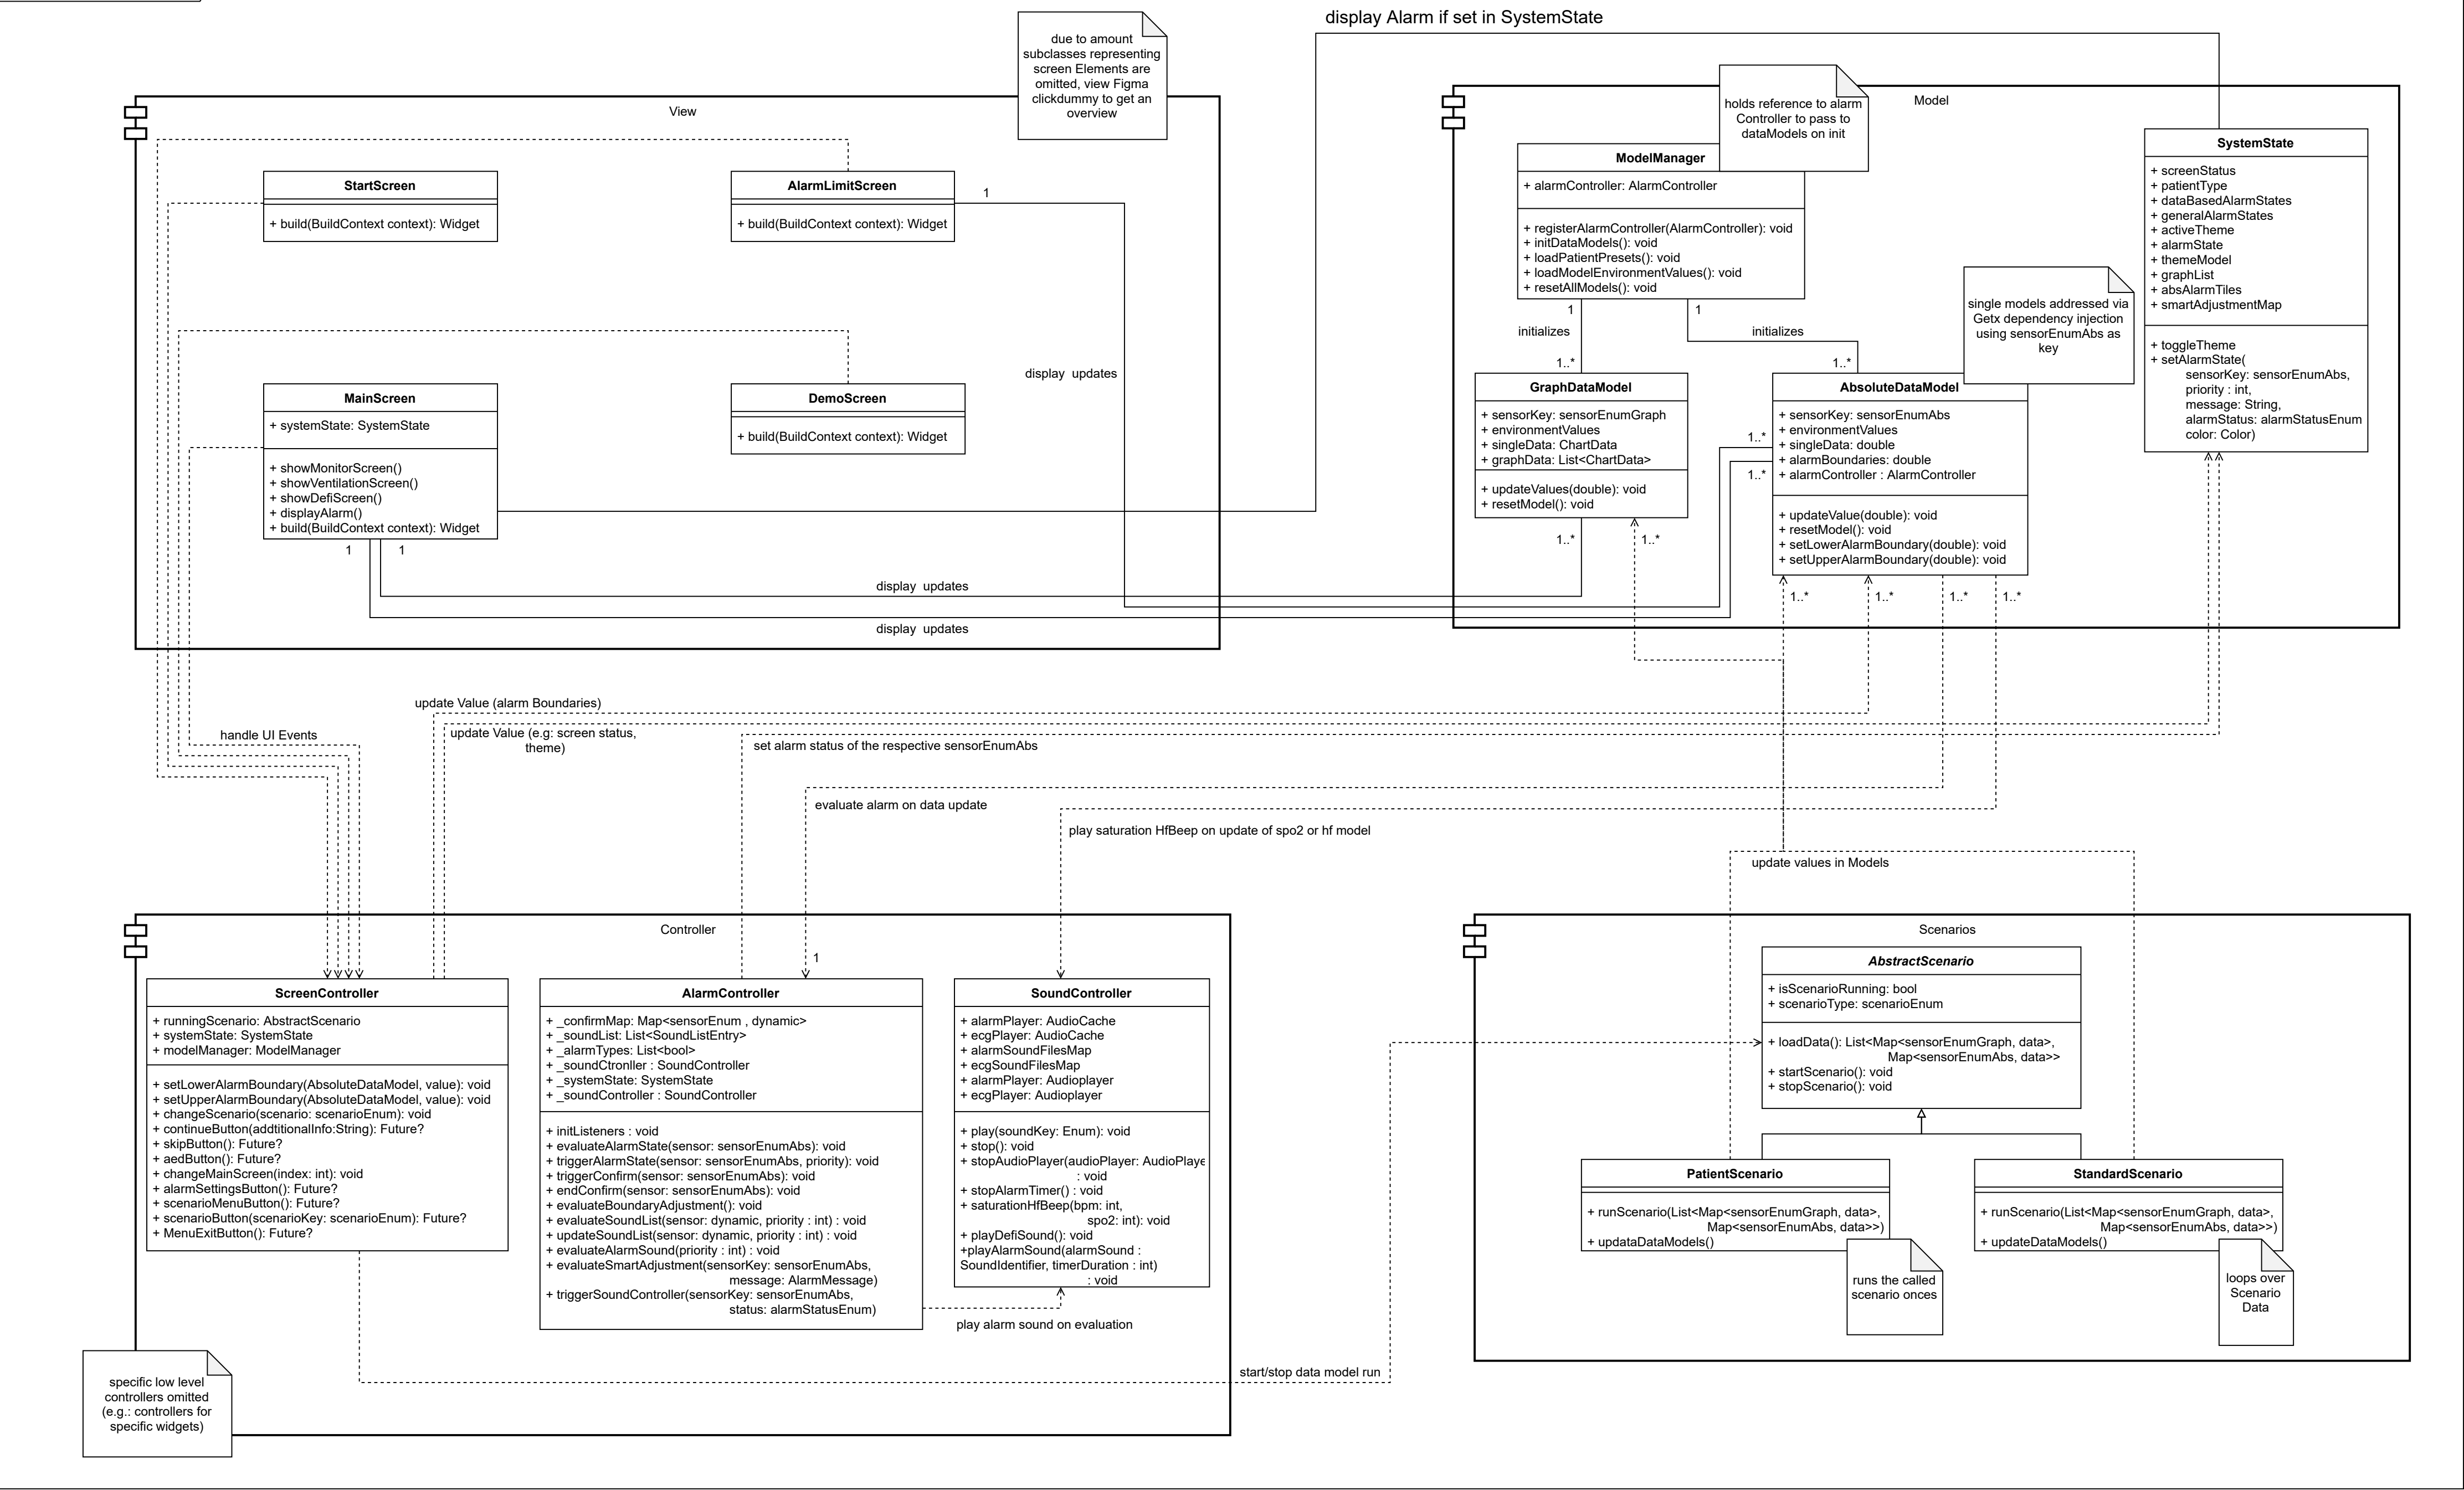 display Alarm if set in SystemState
due to amount
subclasses representing
screen Elements are
omitted, view Figma
clickdummy to get an
overview
View
StartScreen
+ build(BuildContext context): Widget
AlarmLimitScreen
+ build(BuildContext context): Widget
1
display  updates
MainScreen
+ systemState: SystemState
+ showMonitorScreen()
+ showVentilationScreen()
+ showDefiScreen()
+ displayAlarm()
+ build(BuildContext context): Widget
1
1
DemoScreen
+ build(BuildContext context): Widget
display  updates
display  updates
Model
holds reference to alarm
Controller to pass to
dataModels on init
ModelManager
+ alarmController: AlarmController
+ registerAlarmController(AlarmController): void
+ initDataModels(): void
+ loadPatientPresets(): void
+ loadModelEnvironmentValues(): void
+ resetAllModels(): void
1
1
initializes
initializes
1..*
1..*
SystemState
+ screenStatus
+ patientType
+ dataBasedAlarmStates
+ generalAlarmStates
+ activeTheme
+ alarmState
+ themeModel
+ graphList
+ absAlarmTiles
+ smartAdjustmentMap
+ toggleTheme
+ setAlarmState(
sensorKey: sensorEnumAbs,
priority : int,
message: String,
alarmStatus: alarmStatusEnum
color: Color)
single models addressed via
Getx dependency injection
using sensorEnumAbs as
key
GraphDataModel
+ sensorKey: sensorEnumGraph
+ environmentValues
+ singleData: ChartData
+ graphData: List<ChartData>
+ updateValues(double): void
+ resetModel(): void
1..*
1..*
AbsoluteDataModel
+ sensorKey: sensorEnumAbs
+ environmentValues
+ singleData: double
+ alarmBoundaries: double
+ alarmController : AlarmController
+ updateValue(double): void
+ resetModel(): void
+ setLowerAlarmBoundary(double): void
+ setUpperAlarmBoundary(double): void
1..*
1..*
1..*
1..*
1..*
1..*
update Value (alarm Boundaries)
handle UI Events
update Value (e.g: screen status,
theme)
set alarm status of the respective sensorEnumAbs
evaluate alarm on data update
play saturation HfBeep on update of spo2 or hf model
update values in Models
Controller
1
ScreenController
+ runningScenario: AbstractScenario
+ systemState: SystemState
+ modelManager: ModelManager
+ setLowerAlarmBoundary(AbsoluteDataModel, value): void
+ setUpperAlarmBoundary(AbsoluteDataModel, value): void
+ changeScenario(scenario: scenarioEnum): void
+ continueButton(addtitionalInfo:String): Future?
+ skipButton(): Future?
+ aedButton(): Future?
+ changeMainScreen(index: int): void
+ alarmSettingsButton(): Future?
+ scenarioMenuButton(): Future?
+ scenarioButton(scenarioKey: scenarioEnum): Future?
+ MenuExitButton(): Future?
AlarmController
+ _confirmMap: Map<sensorEnum , dynamic>
+ _soundList: List<SoundListEntry>
+ _alarmTypes: List<bool>
+ _soundCtronller : SoundController
+ _systemState: SystemState
+ _soundController : SoundController
+ initListeners : void
+ evaluateAlarmState(sensor: sensorEnumAbs): void
+ triggerAlarmState(sensor: sensorEnumAbs, priority): void
+ triggerConfirm(sensor: sensorEnumAbs): void
+ endConfirm(sensor: sensorEnumAbs): void
+ evaluateBoundaryAdjustment(): void
+ evaluateSoundList(sensor: dynamic, priority : int) : void
+ updateSoundList(sensor: dynamic, priority : int) : void
+ evaluateAlarmSound(priority : int) : void
+ evaluateSmartAdjustment(sensorKey: sensorEnumAbs,
message: AlarmMessage)
+ triggerSoundController(sensorKey: sensorEnumAbs,
status: alarmStatusEnum)
SoundController
+ alarmPlayer: AudioCache
+ ecgPlayer: AudioCache
+ alarmSoundFilesMap
+ ecgSoundFilesMap
+ alarmPlayer: Audioplayer
+ ecgPlayer: Audioplayer
+ play(soundKey: Enum): void
+ stop(): void
+ stopAudioPlayer(audioPlayer: AudioPlaye
: void
+ stopAlarmTimer() : void
+ saturationHfBeep(bpm: int,
spo2: int): void
+ playDefiSound(): void
+playAlarmSound(alarmSound :
SoundIdentifier, timerDuration : int)
: void
play alarm sound on evaluation
start/stop data model run
specific low level
controllers omitted
(e.g.: controllers for
specific widgets)
Scenarios
AbstractScenario
+ isScenarioRunning: bool
+ scenarioType: scenarioEnum
+ loadData(): List<Map<sensorEnumGraph, data>,
Map<sensorEnumAbs, data>>
+ startScenario(): void
+ stopScenario(): void
PatientScenario
+ runScenario(List<Map<sensorEnumGraph, data>,
Map<sensorEnumAbs, data>>)
+ updataDataModels()
runs the called
scenario onces
StandardScenario
+ runScenario(List<Map<sensorEnumGraph, data>,
Map<sensorEnumAbs, data>>)
+ updateDataModels()
loops over
Scenario
Data